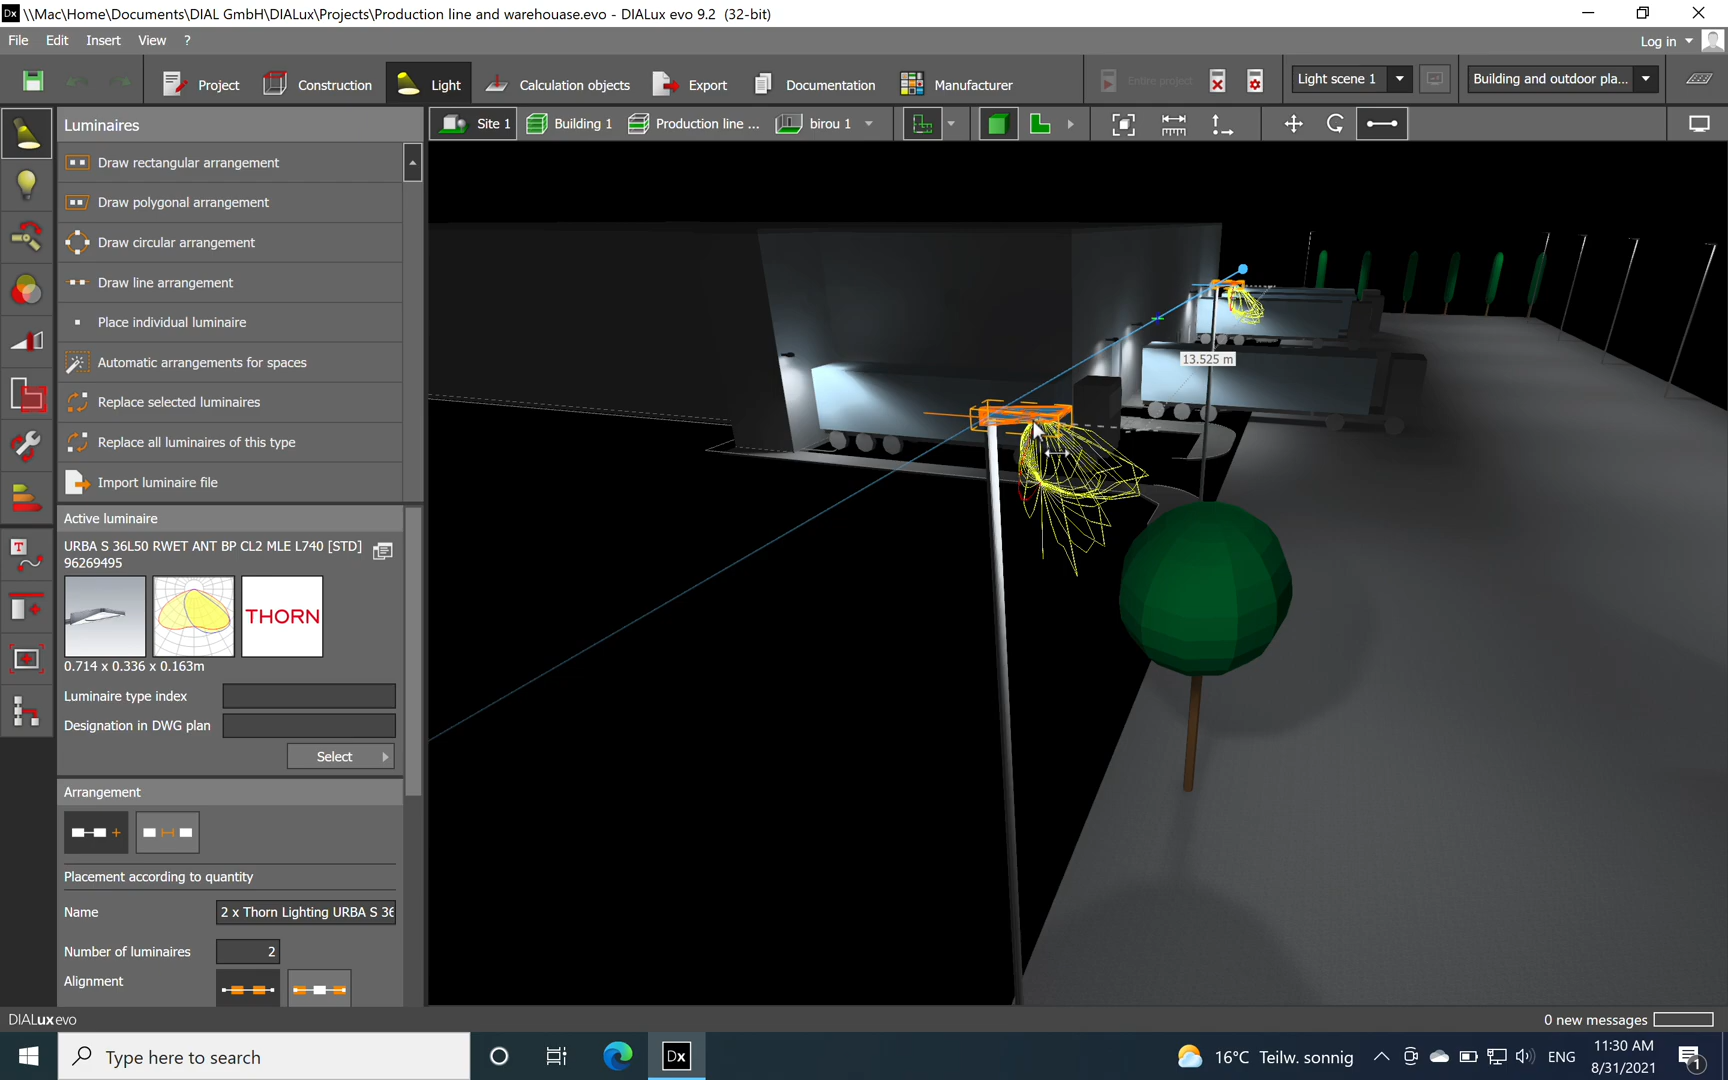 Dx \\Mac\Home\Documents\DIAL GmbH\DIALux\Projects\Production line and warehouase.evo - DIALux evo 9.2 (32-bit)
File Edit Insert View ? Log in
Project Construction Light Calculation objects Export Documentation Manufacturer Entire project Light scene 1 Building and outdoor pla...
Luminaires
Site 1 Building 1 Production line ... birou 1
Draw rectangular arrangement
Draw polygonal arrangement
Draw circular arrangement
Draw line arrangement
Place individual luminaire
Automatic arrangements for spaces
Replace selected luminaires
Replace all luminaires of this type
Import luminaire file
13.525 m
Active luminaire
URBA S 36L50 RWET ANT BP CL2 MLE L740 [STD]
96269495
THORN
0.714 x 0.336 x 0.163m
Luminaire type index
Designation in DWG plan
Select
Arrangement
Placement according to quantity
Name 2 x Thorn Lighting URBA S 36
Number of luminaires 2
Alignment
DIALux evo 0 new messages
Type here to search Dx 16°C Teilw. sonnig ENG 11:30 AM
8/31/2021 1